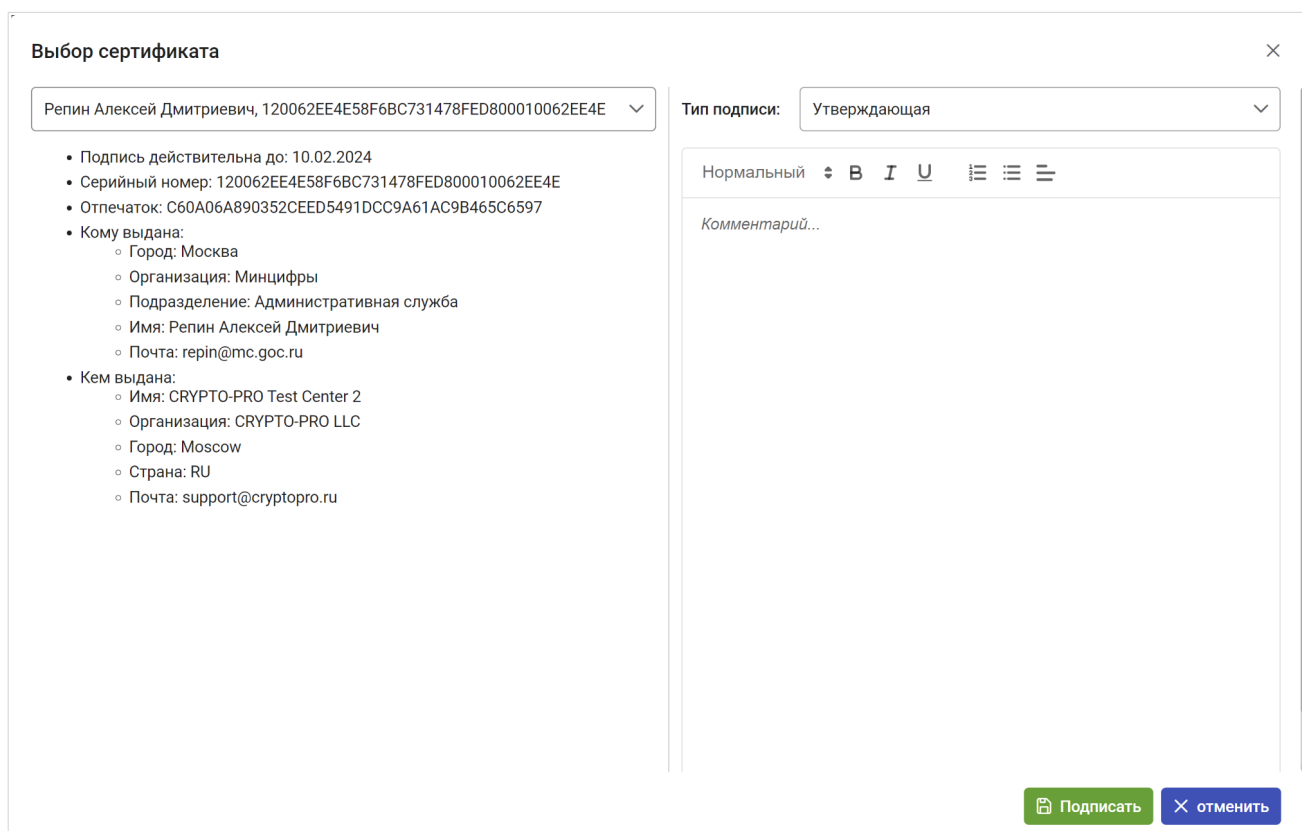 Выбор сертификата
Репин Алексей Дмитриевич, 120062EE4E58F6BC731478FED800010062EE4E
Подпись действительна до: 10.02.2024
Серийный номер: 120062EE4E58F6BC731478FED800010062EE4E
Отпечаток: C60A06A890352CEED5491DCC9A61AC9B465C6597
Кому выдана:
Город: Москва
Организация: Минцифры
Подразделение: Административная служба
Имя: Репин Алексей Дмитриевич
Почта: repin@mc.goc.ru
Кем выдана:
Имя: CRYPTO-PRO Test Center 2
Организация: CRYPTO-PRO LLC
Город: Moscow
Страна: RU
Почта: support@cryptopro.ru
Тип подписи: Утверждающая
Нормальный B I U
Комментарий...
Подписать отменить